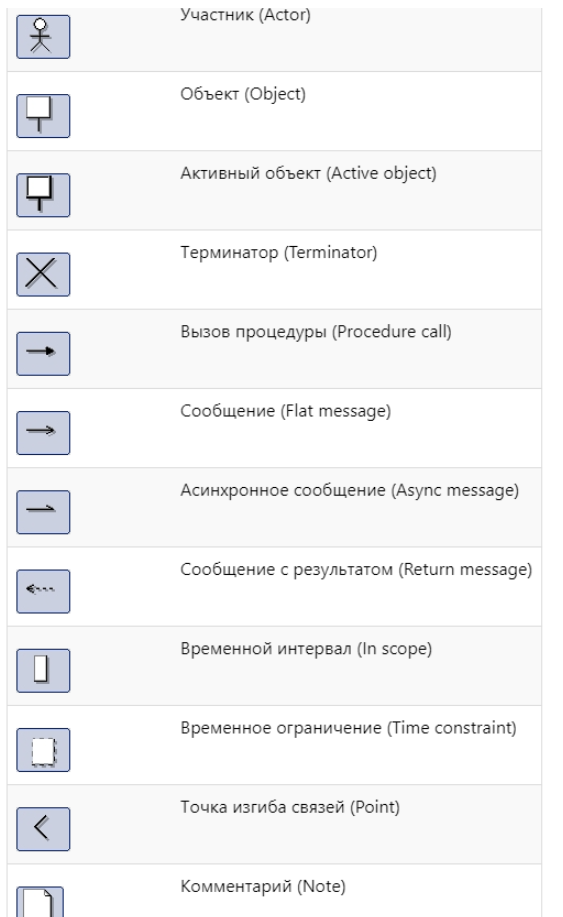 Участник (Actor)
Объект (Object)
Активный объект (Active object)
Терминатор (Terminator)
Вызов процедуры (Procedure call)
Сообщение (Flat message)
Асинхронное сообщение (Async message)
Сообщение с результатом (Return message)
Временной интервал (In scope)
Временное ограничение (Time constraint)
Точка изгиба связей (Point)
Комментарий (Note)